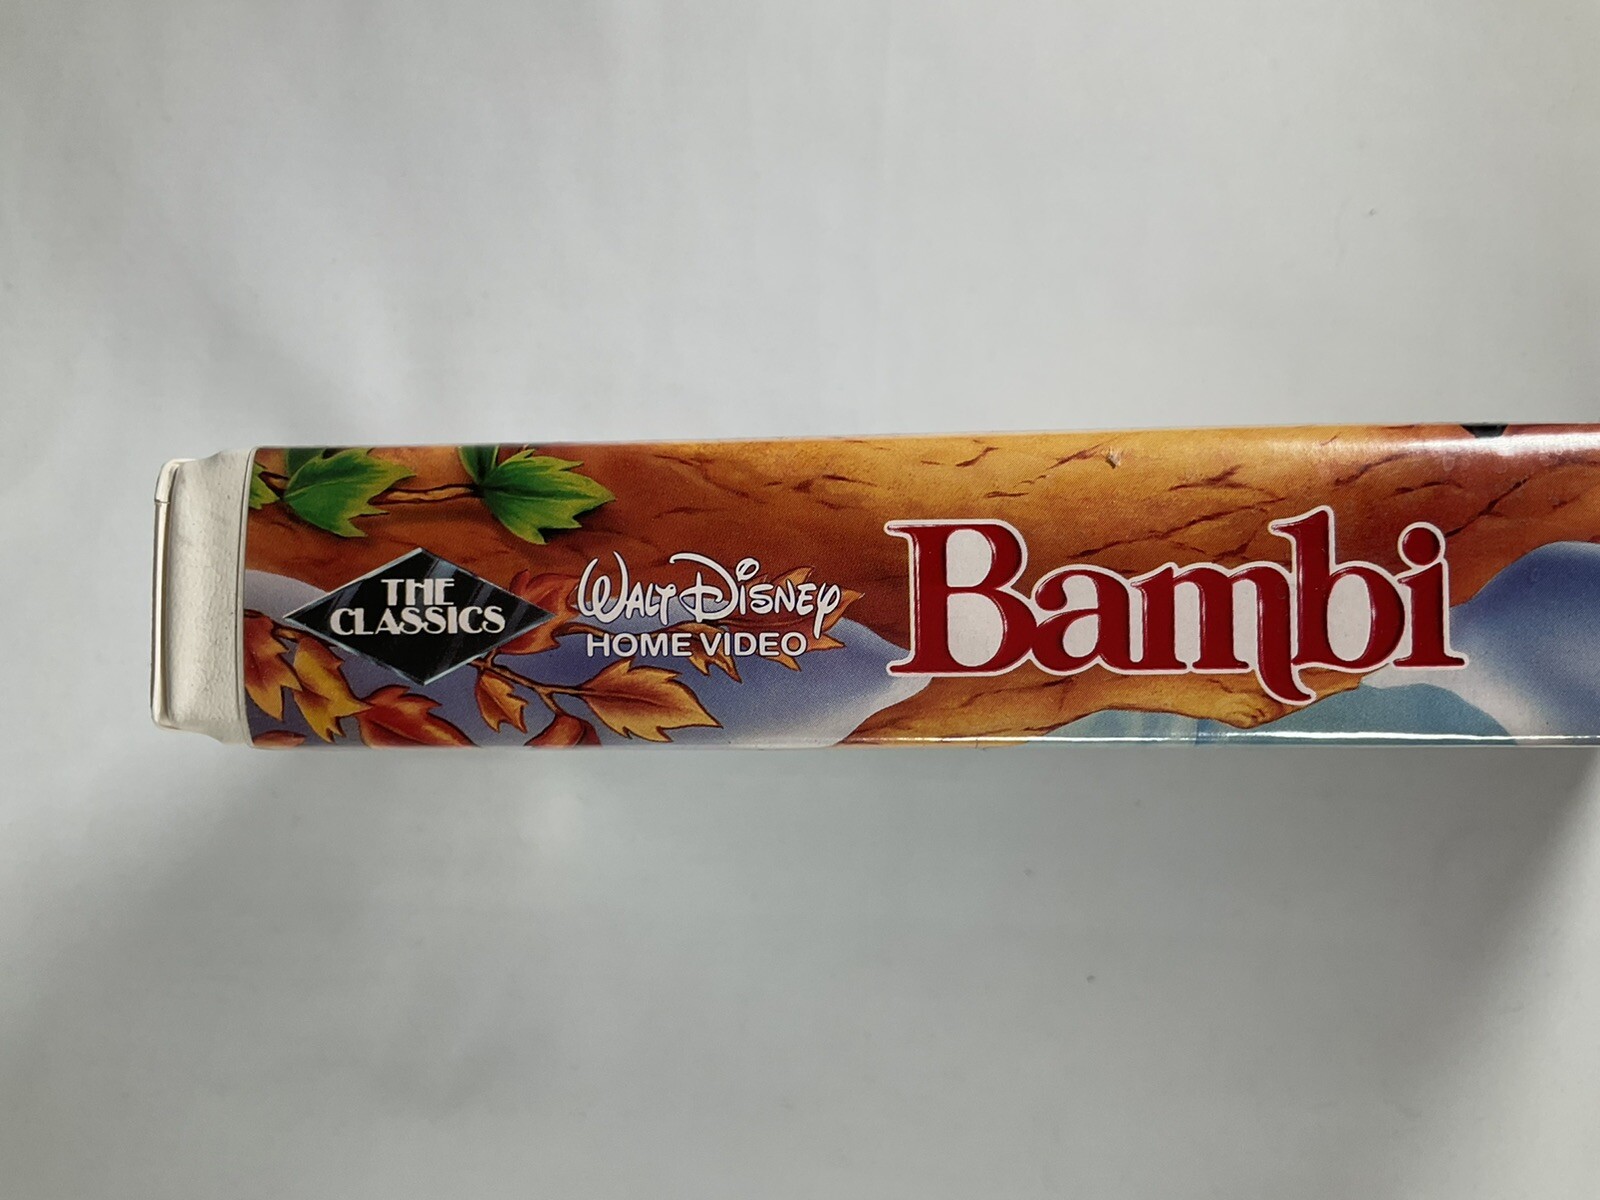 THE
CLASSICS
WALT DISNEY
HOME VIDEO
Bambi